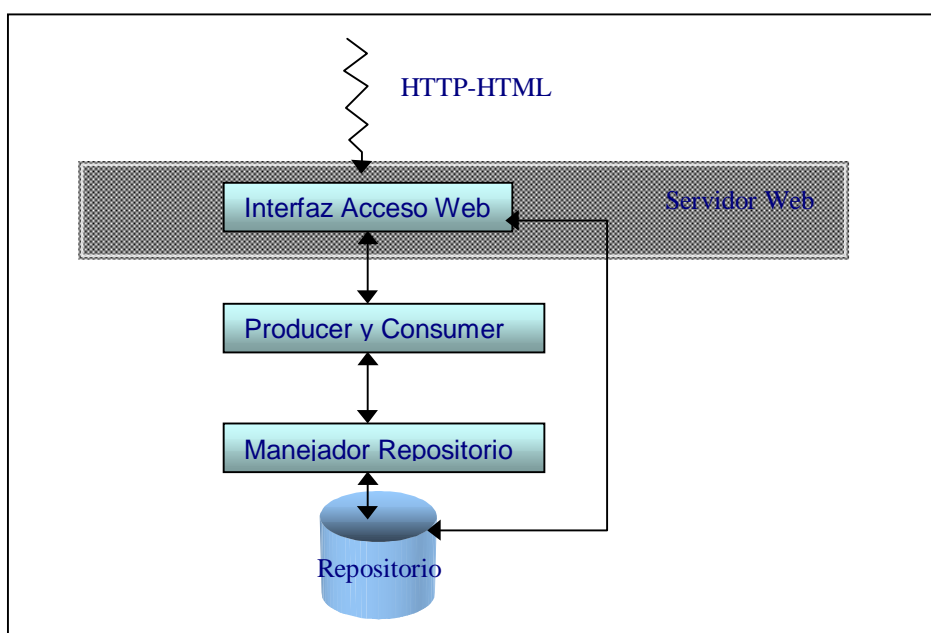 HTTP-HTML
Servidor Web
Interfaz Acceso Web
Producer y Consumer
Manejador Repositorio
Repositorio